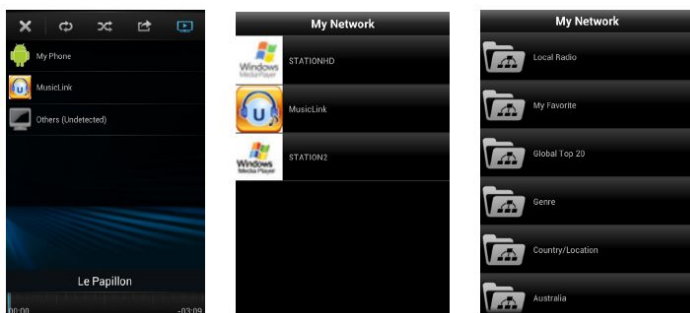 My Phone
MusicLink
Others (Undetected)
Le Papillon
00:00
-03:09
My Network
Windows
Media Player
STATIONHD
U
MusicLink
Windows
Media Player
STATION2
My Network
Local Radio
My Favorite
Global Top 20
Genre
Country/Location
Australia